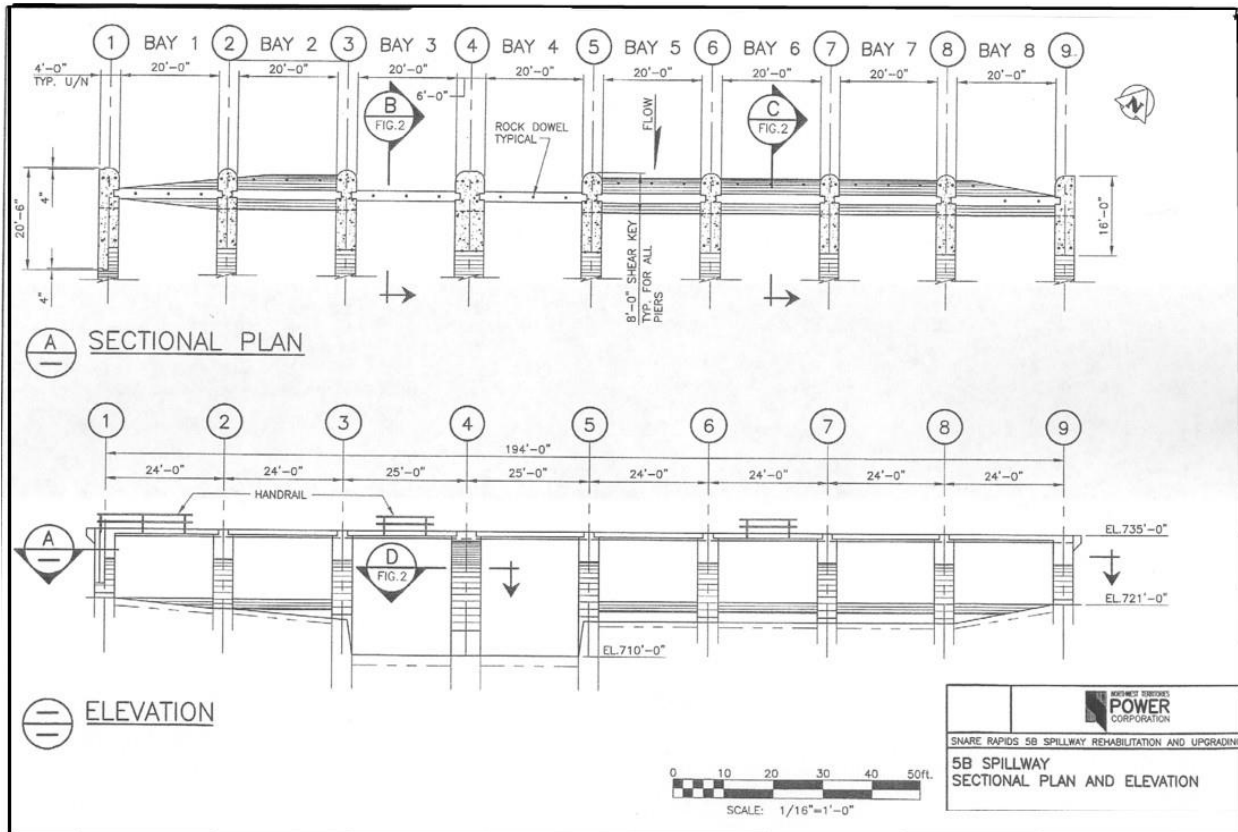 1 BAY 1 2 BAY 2 3 BAY 3 4 BAY 4 5 BAY 5 6 BAY 6 7 BAY 7 8 BAY 8 9
4'-0" 20'-0" 20'-0" 20'-0" 20'-0" 20'-0" 20'-0" 20'-0" 20'-0"
TYP. U/N
6'-0"
B
FIG.2
C
FIG.2
N
ROCK DOWEL
TYPICAL
FLOW
20'-6"
4"
4"
16'-0"
8'-0" SHEAR KEY
TYP. FOR ALL
PIERS
A SECTIONAL PLAN
1 2 3 4 5 6 7 8 9
194'-0"
24'-0" 24'-0" 25'-0" 25'-0" 24'-0" 24'-0" 24'-0" 24'-0"
HANDRAIL
EL.735'-0"
A
D
FIG.2
EL.721'-0"
EL.710'-0"
ELEVATION
NORTHWEST TERRITORIES
POWER
CORPORATION
SNARE RAPIDS 5B SPILLWAY REHABILITATION AND UPGRADING
5B SPILLWAY
SECTIONAL PLAN AND ELEVATION
0 10 20 30 40 50ft.
SCALE: 1/16"=1'-0"